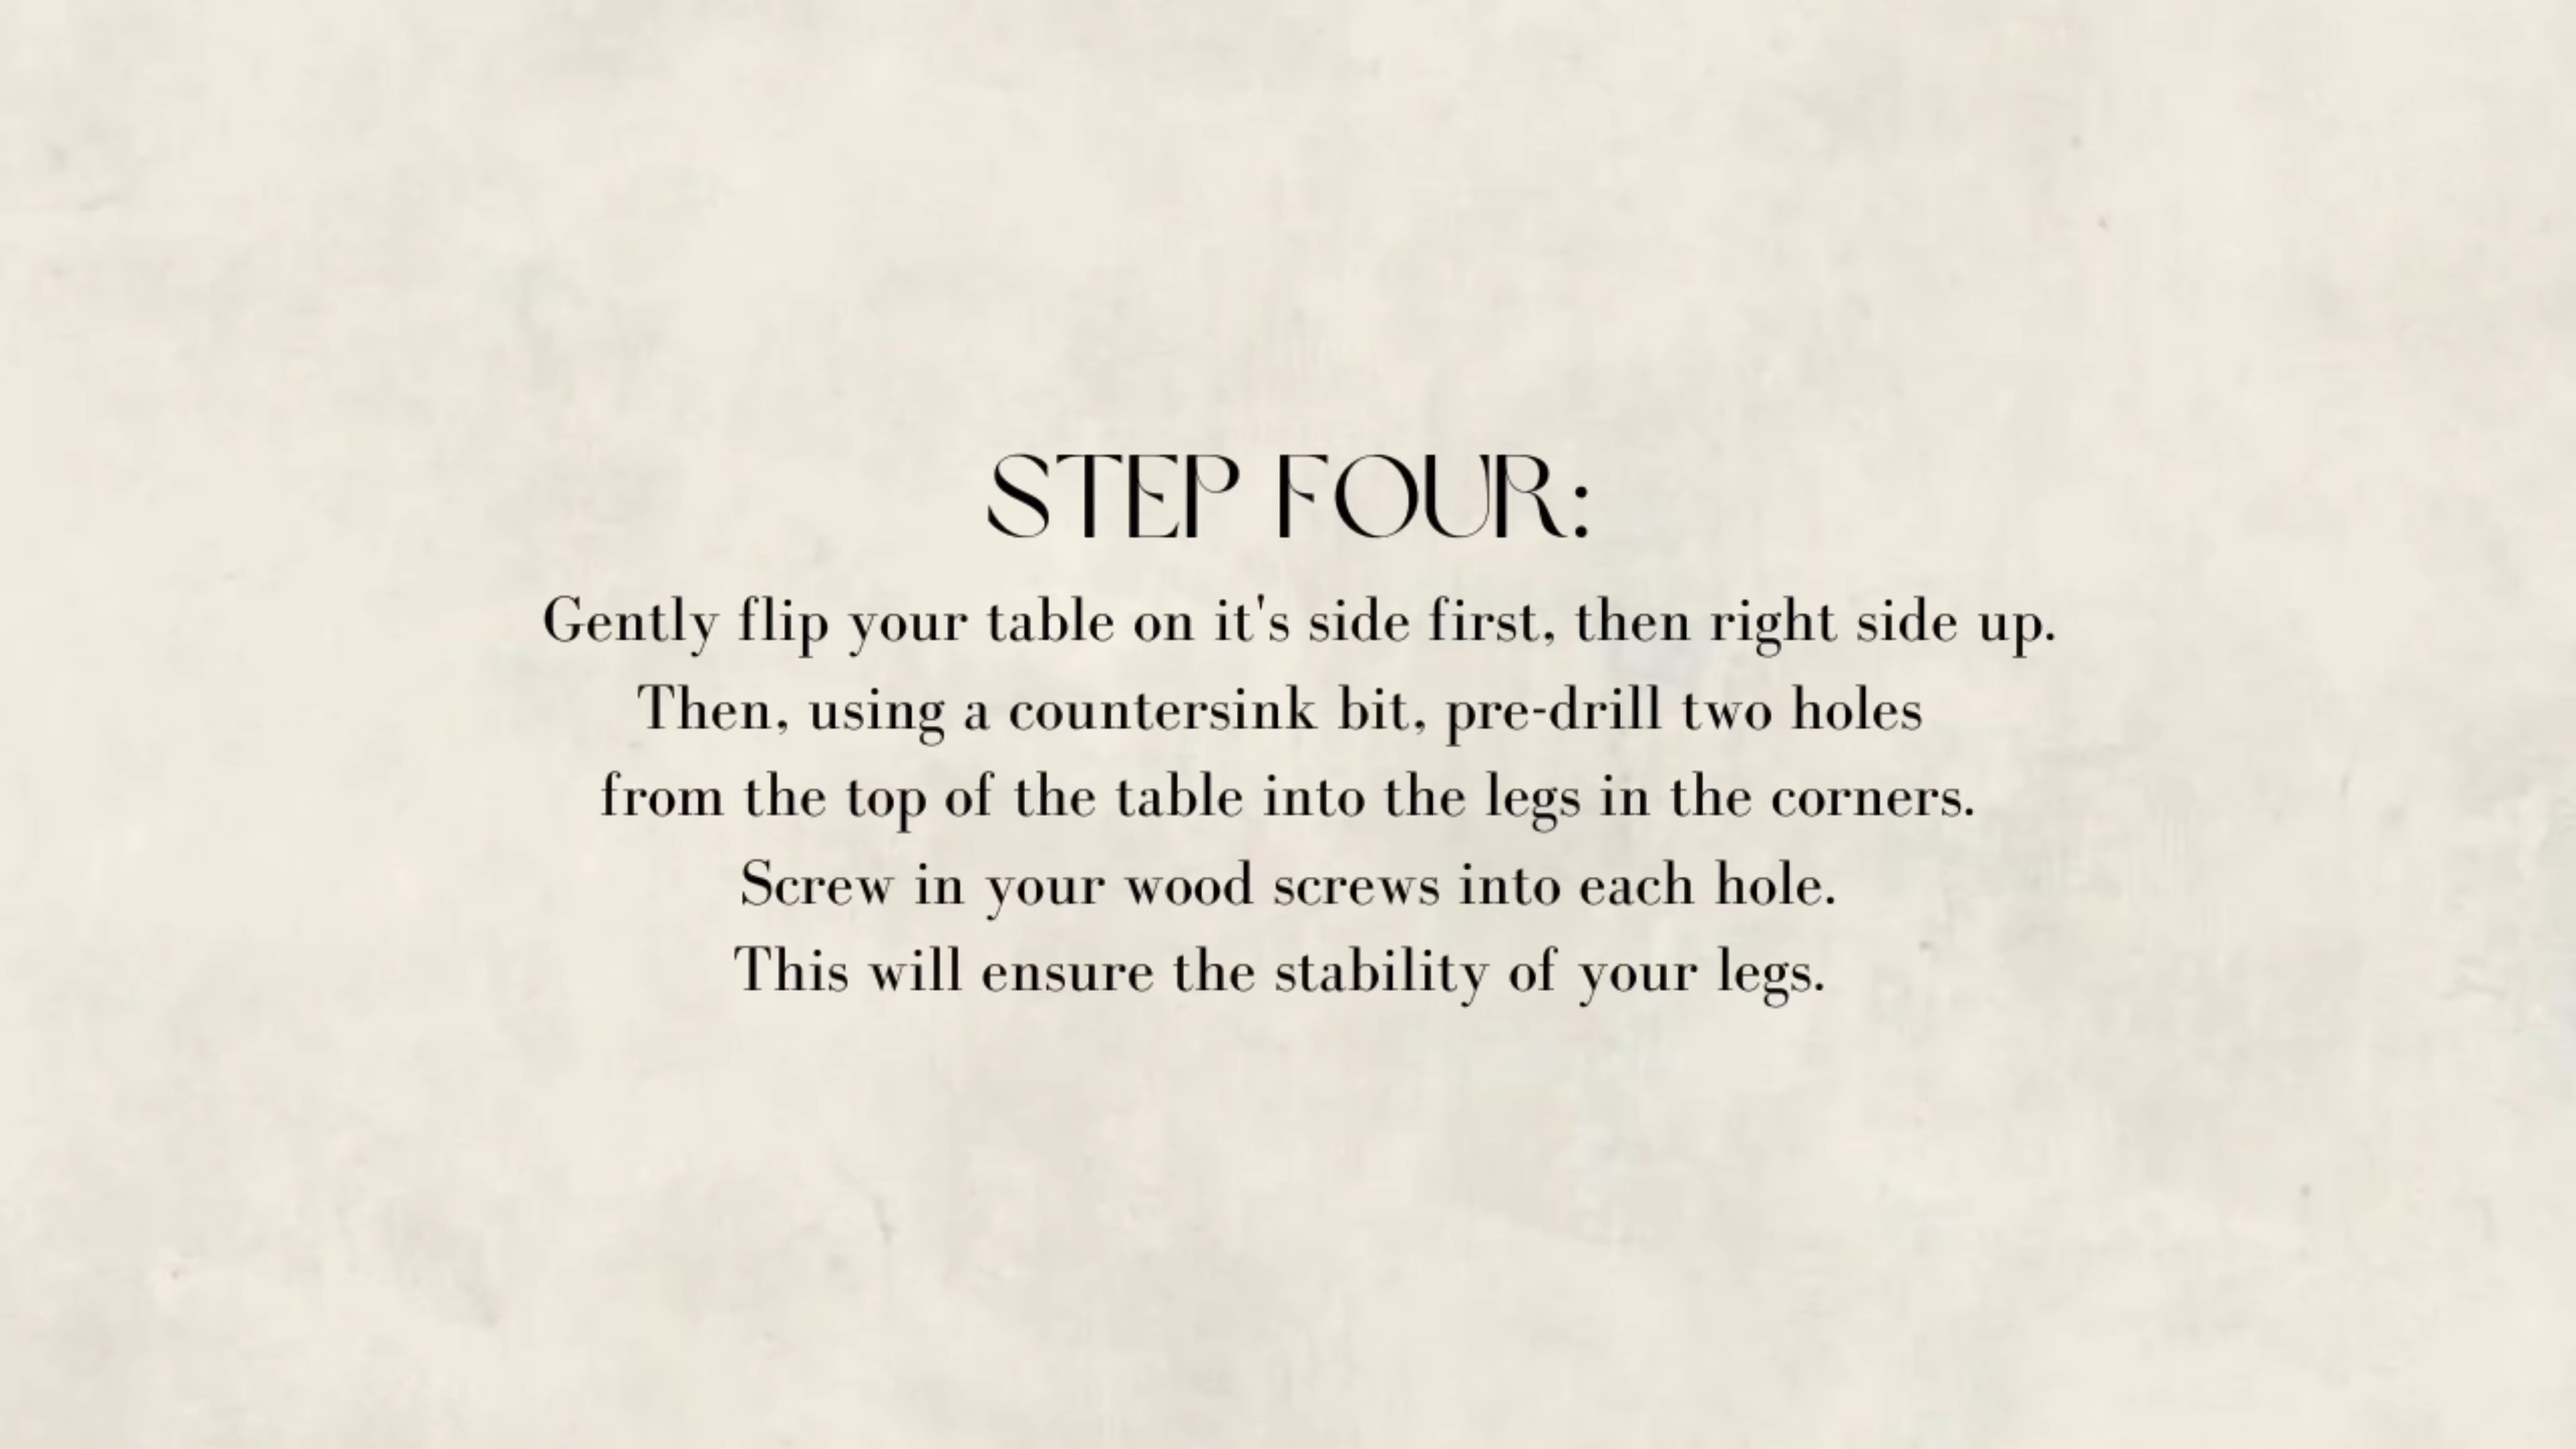 STEP FOUR:
Gently flip your table on it's side first, then right side up.
Then, using a countersink bit, pre-drill two holes
from the top of the table into the legs in the corners.
Screw in your wood screws into each hole.
This will ensure the stability of your legs.